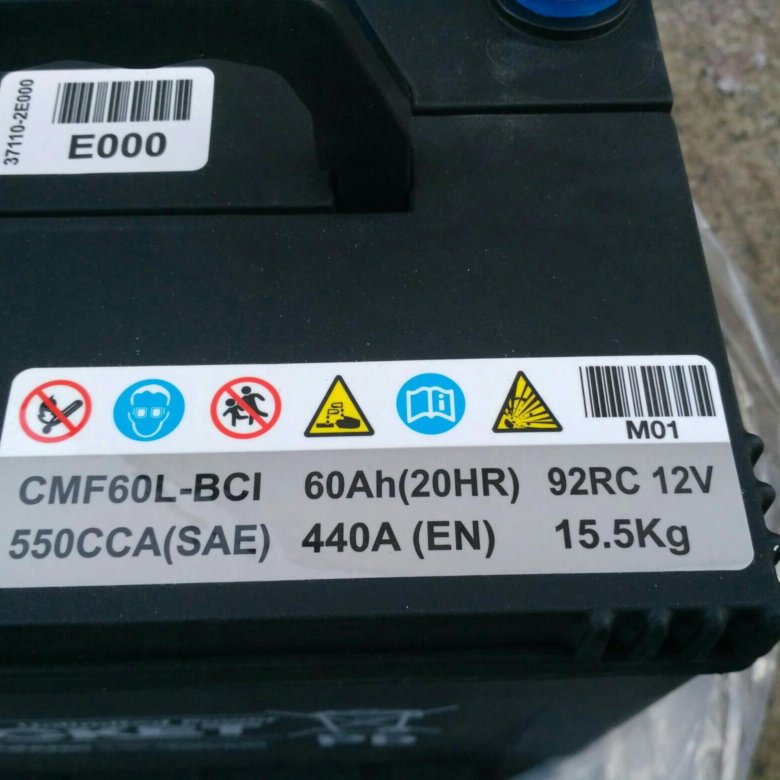 37110-2E000
E000
M01
CMF60L-BCI 60Ah(20HR) 92RC 12V
550CCA(SAE) 440A (EN) 15.5Kg